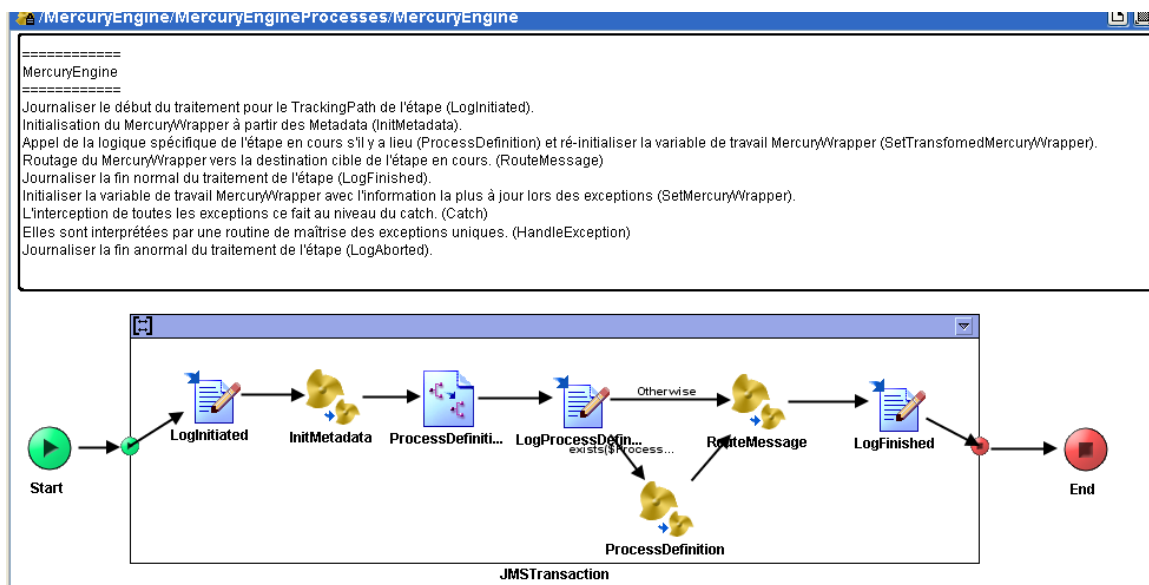 /MercuryEngine/MercuryEngineProcesses/MercuryEngine
============
MercuryEngine
============
Journaliser le début du traitement pour le TrackingPath de l'étape (LogInitiated).
Initialisation du MercuryWrapper à partir des Metadata (InitMetadata).
Appel de la logique spécifique de l'étape en cours s'il y a lieu (ProcessDefinition) et ré-initialiser la variable de travail MercuryWrapper (SetTransfomedMercuryWrapper).
Routage du MercuryWrapper vers la destination cible de l'étape en cours. (RouteMessage)
Journaliser la fin normal du traitement de l'étape (LogFinished).
Initialiser la variable de travail MercuryWrapper avec l'information la plus à jour lors des exceptions (SetMercuryWrapper).
L'interception de toutes les exceptions ce fait au niveau du catch. (Catch)
Elles sont interprétées par une routine de maîtrise des exceptions uniques. (HandleException)
Journaliser la fin anormal du traitement de l'étape (LogAborted).
Otherwise
LogInitiated
InitMetadata
ProcessDefiniti...
LogProcessDefin...
RouteMessage
LogFinished
exists($Process...
Start
End
ProcessDefinition
JMSTransaction